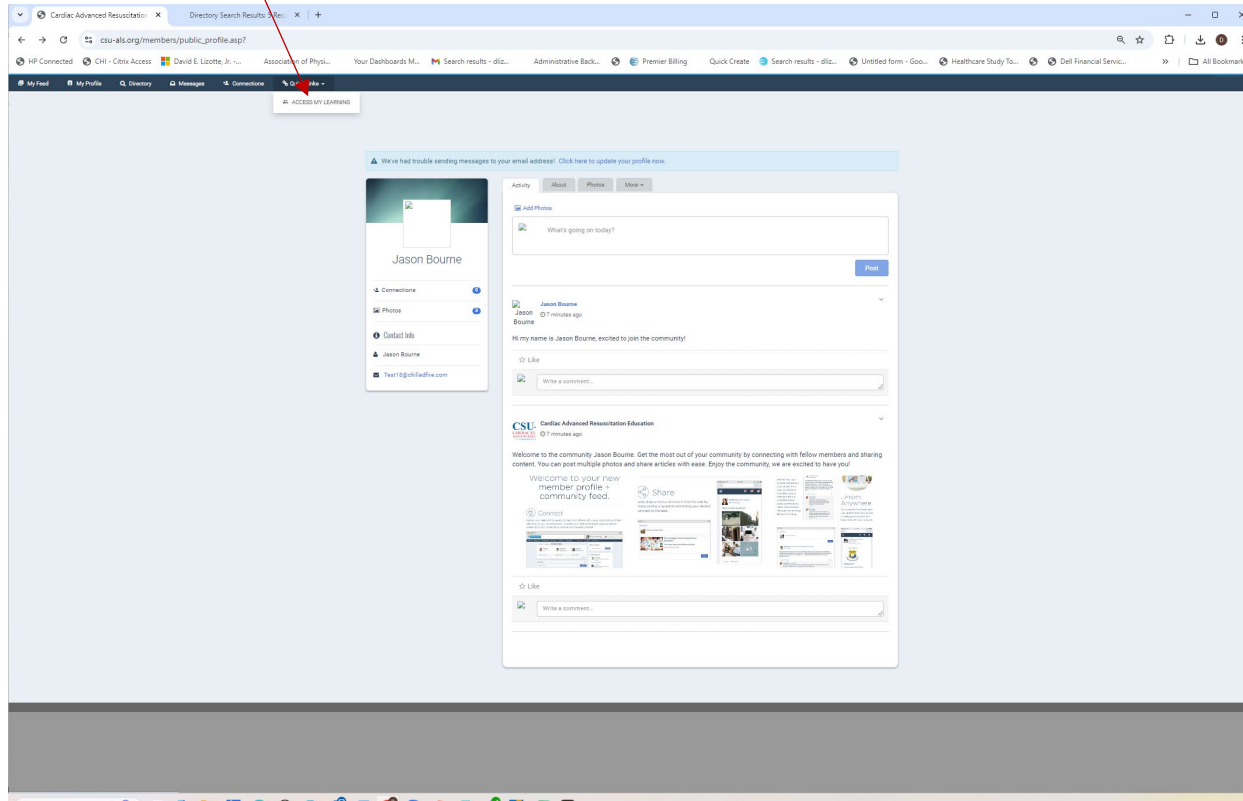 Cardiac Advanced Resuscitation
Directory Search Results: 5 Rec
csu-als.org/members/public_profile.asp?
HP Connected
CHI - Citrix Access
David E. Lizotte, Jr. -...
Association of Physi...
Your Dashboards M...
Search results - dliz...
Administrative Back...
Premier Billing
Quick Create
Search results - dliz...
Untitled form - Goo...
Healthcare Study To...
Dell Financial Servic...
All Bookmark
My Feed
My Profile
Directory
Messages
Connections
ACCESS MY LEARNING
We've had trouble sending messages to your email address! Click here to update your profile now.
Jason Bourne
Connections 0
Photos 0
Contact Info
Jason Bourne
Test18@chilledfire.com
Activity
About
Photos
More
Add Photos
What's going on today?
Post
Jason Bourne
Jason Bourne
7 minutes ago
Hi my name is Jason Bourne, excited to join the community!
Like
Write a comment...
CSU
Cardiac Advanced Resuscitation Education
7 minutes ago
Welcome to the community Jason Bourne. Get the most out of your community by connecting with fellow members and sharing
content. You can post multiple photos and share articles with ease. Enjoy the community, we are excited to have you!
Welcome to your new
member profile +
community feed.
Connect
Share
+7
...From
Anywhere
Like
Write a comment...